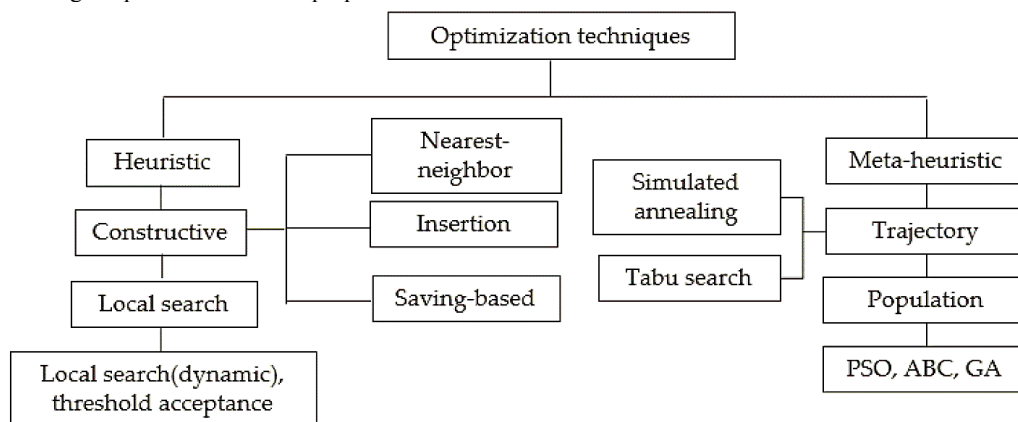 Optimization techniques
Heuristic
Nearest-
neighbor
Meta-heuristic
Simulated
annealing
Constructive
Insertion
Trajectory
Tabu search
Local search
Saving-based
Population
Local search(dynamic),
threshold acceptance
PSO, ABC, GA